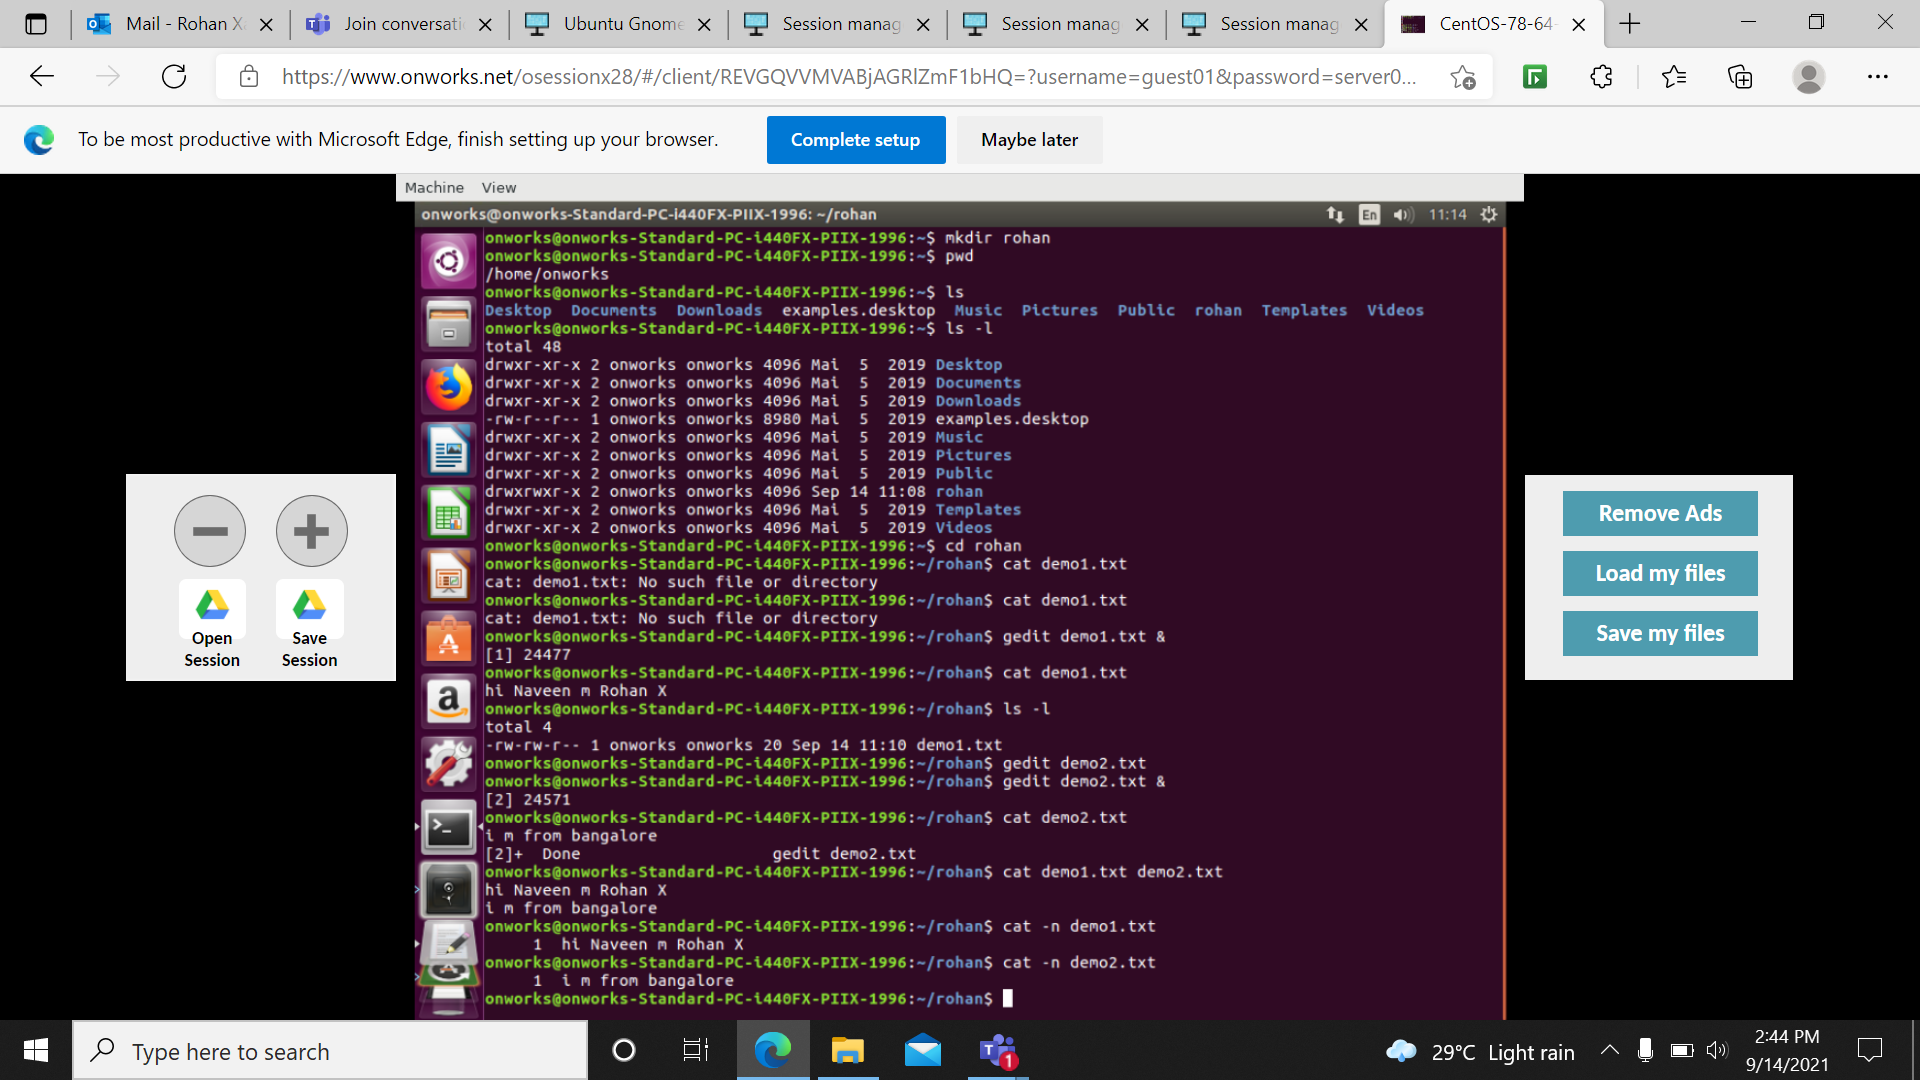 Mail - Rohan X
Join conversati
Ubuntu Gnome
Session manag
Session manag
Session manag
CentOS-78-64-
https://www.onworks.net/osessionx28/#/client/REVGQVVMVABjAGRlZmF1bHQ=?username=guest01&password=server0...
To be most productive with Microsoft Edge, finish setting up your browser.
Complete setup
Maybe later
Machine View
onworks@onworks-Standard-PC-i440FX-PIIX-1996: ~/rohan
En
11:14
onworks@onworks-Standard-PC-i440FX-PIIX-1996:~$ mkdir rohan
onworks@onworks-Standard-PC-i440FX-PIIX-1996:~$ pwd
/home/onworks
onworks@onworks-Standard-PC-i440FX-PIIX-1996:~$ ls
Desktop Documents Downloads examples.desktop Music Pictures Public rohan Templates Videos
onworks@onworks-Standard-PC-i440FX-PIIX-1996:~$ ls -l
total 48
drwxr-xr-x 2 onworks onworks 4096 Mai 5 2019 Desktop
drwxr-xr-x 2 onworks onworks 4096 Mai 5 2019 Documents
drwxr-xr-x 2 onworks onworks 4096 Mai 5 2019 Downloads
-rw-r--r-- 1 onworks onworks 8980 Mai 5 2019 examples.desktop
drwxr-xr-x 2 onworks onworks 4096 Mai 5 2019 Music
drwxr-xr-x 2 onworks onworks 4096 Mai 5 2019 Pictures
drwxr-xr-x 2 onworks onworks 4096 Mai 5 2019 Public
drwxrwxr-x 2 onworks onworks 4096 Sep 14 11:08 rohan
drwxr-xr-x 2 onworks onworks 4096 Mai 5 2019 Templates
drwxr-xr-x 2 onworks onworks 4096 Mai 5 2019 Videos
onworks@onworks-Standard-PC-i440FX-PIIX-1996:~$ cd rohan
onworks@onworks-Standard-PC-i440FX-PIIX-1996:~/rohan$ cat demo1.txt
cat: demo1.txt: No such file or directory
onworks@onworks-Standard-PC-i440FX-PIIX-1996:~/rohan$ cat demo1.txt
cat: demo1.txt: No such file or directory
onworks@onworks-Standard-PC-i440FX-PIIX-1996:~/rohan$ gedit demo1.txt &
[1] 24477
onworks@onworks-Standard-PC-i440FX-PIIX-1996:~/rohan$ cat demo1.txt
hi Naveen m Rohan X
onworks@onworks-Standard-PC-i440FX-PIIX-1996:~/rohan$ ls -l
total 4
-rw-rw-r-- 1 onworks onworks 20 Sep 14 11:10 demo1.txt
onworks@onworks-Standard-PC-i440FX-PIIX-1996:~/rohan$ gedit demo2.txt
onworks@onworks-Standard-PC-i440FX-PIIX-1996:~/rohan$ gedit demo2.txt &
[2] 24571
onworks@onworks-Standard-PC-i440FX-PIIX-1996:~/rohan$ cat demo2.txt
i m from bangalore
[2]+ Done gedit demo2.txt
onworks@onworks-Standard-PC-i440FX-PIIX-1996:~/rohan$ cat demo1.txt demo2.txt
hi Naveen m Rohan X
i m from bangalore
onworks@onworks-Standard-PC-i440FX-PIIX-1996:~/rohan$ cat -n demo1.txt
1 hi Naveen m Rohan X
onworks@onworks-Standard-PC-i440FX-PIIX-1996:~/rohan$ cat -n demo2.txt
1 i m from bangalore
onworks@onworks-Standard-PC-i440FX-PIIX-1996:~/rohan$
Open Session
Save Session
Remove Ads
Load my files
Save my files
Type here to search
1
29°C Light rain
2:44 PM
9/14/2021